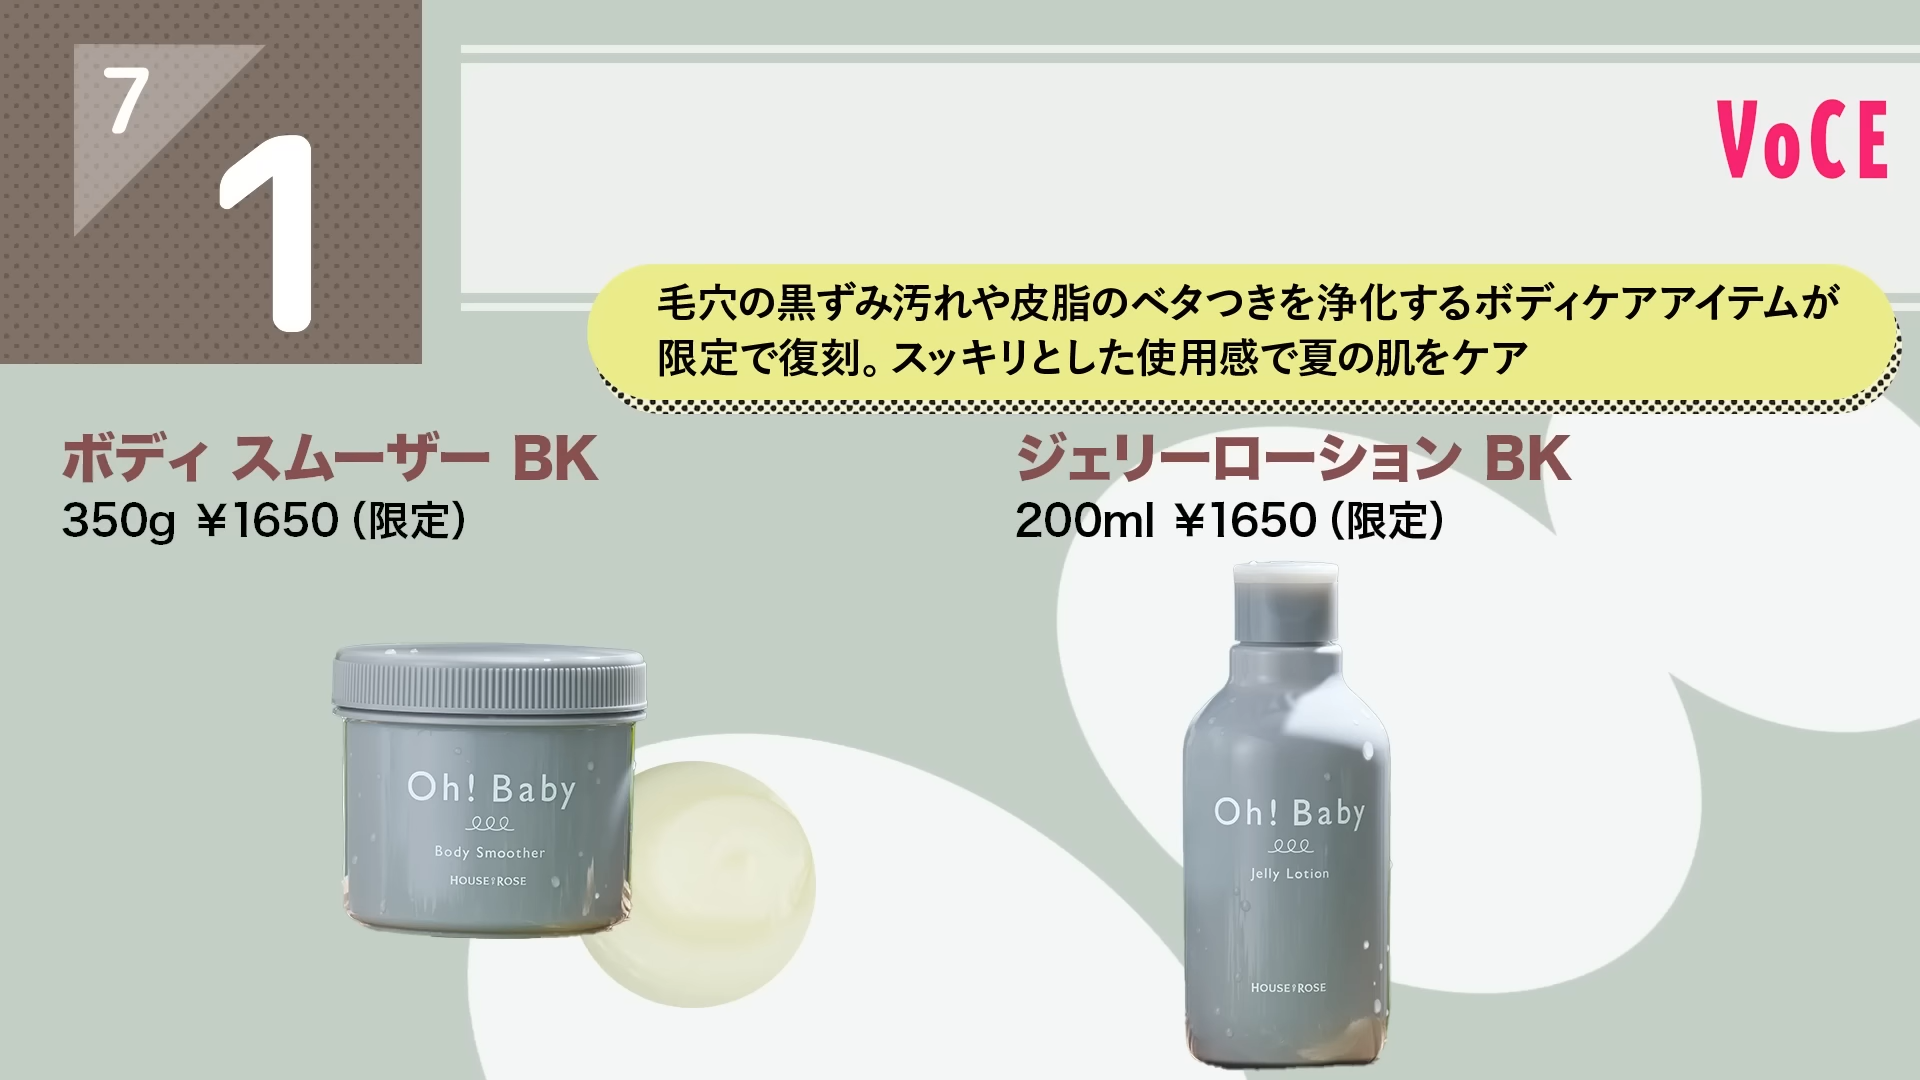 7
1
VoCE
毛穴の黒ずみ汚れや皮脂のベタつきを浄化するボディケアアイテムが
限定で復刻。スッキリとした使用感で夏の肌をケア
ボディ スムーザー BK
350g ¥1650（限定）
ジェリーローション BK
200ml ¥1650（限定）
Oh! Baby
Body Smoother
HOUSE OF ROSE
Oh! Baby
Jelly Lotion
HOUSE OF ROSE